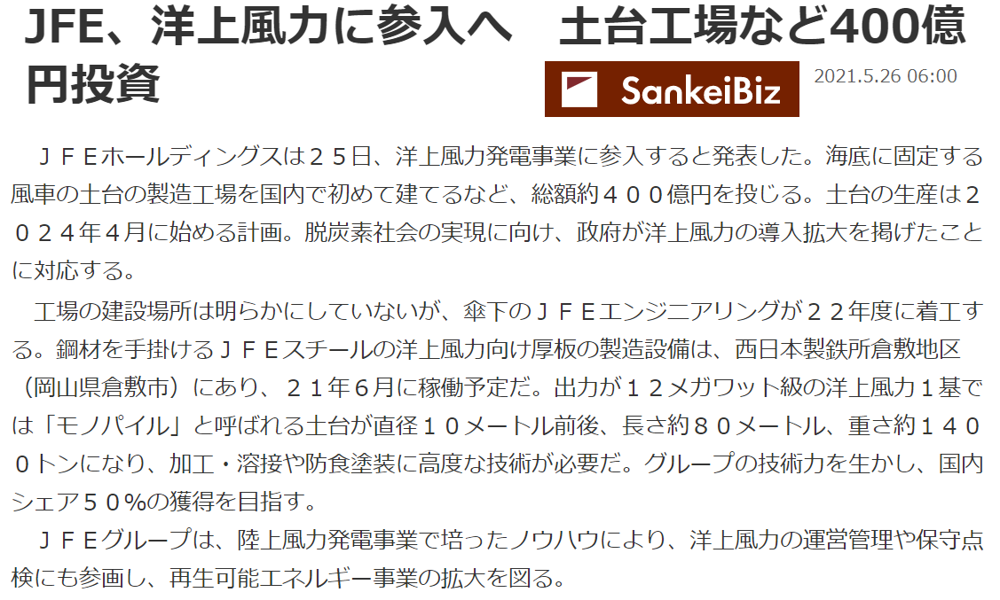 JFE、洋上風力に参入へ　土台工場など400億
円投資
SankeiBiz
2021.5.26 06:00
　ＪＦＥホールディングスは２５日、洋上風力発電事業に参入すると発表した。海底に固定する
風車の土台の製造工場を国内で初めて建てるなど、総額約４００億円を投じる。土台の生産は２
０２４年４月に始める計画。脱炭素社会の実現に向け、政府が洋上風力の導入拡大を掲げたこと
に対応する。
　工場の建設場所は明らかにしていないが、傘下のＪＦＥエンジニアリングが２２年度に着工す
る。鋼材を手掛けるＪＦＥスチールの洋上風力向け厚板の製造設備は、西日本製鉄所倉敷地区
（岡山県倉敷市）にあり、２１年６月に稼働予定だ。出力が１２メガワット級の洋上風力１基で
は「モノパイル」と呼ばれる土台が直径１０メートル前後、長さ約８０メートル、重さ約１４０
０トンになり、加工・溶接や防食塗装に高度な技術が必要だ。グループの技術力を生かし、国内
シェア５０％の獲得を目指す。
　ＪＦＥグループは、陸上風力発電事業で培ったノウハウにより、洋上風力の運営管理や保守点
検にも参画し、再生可能エネルギー事業の拡大を図る。